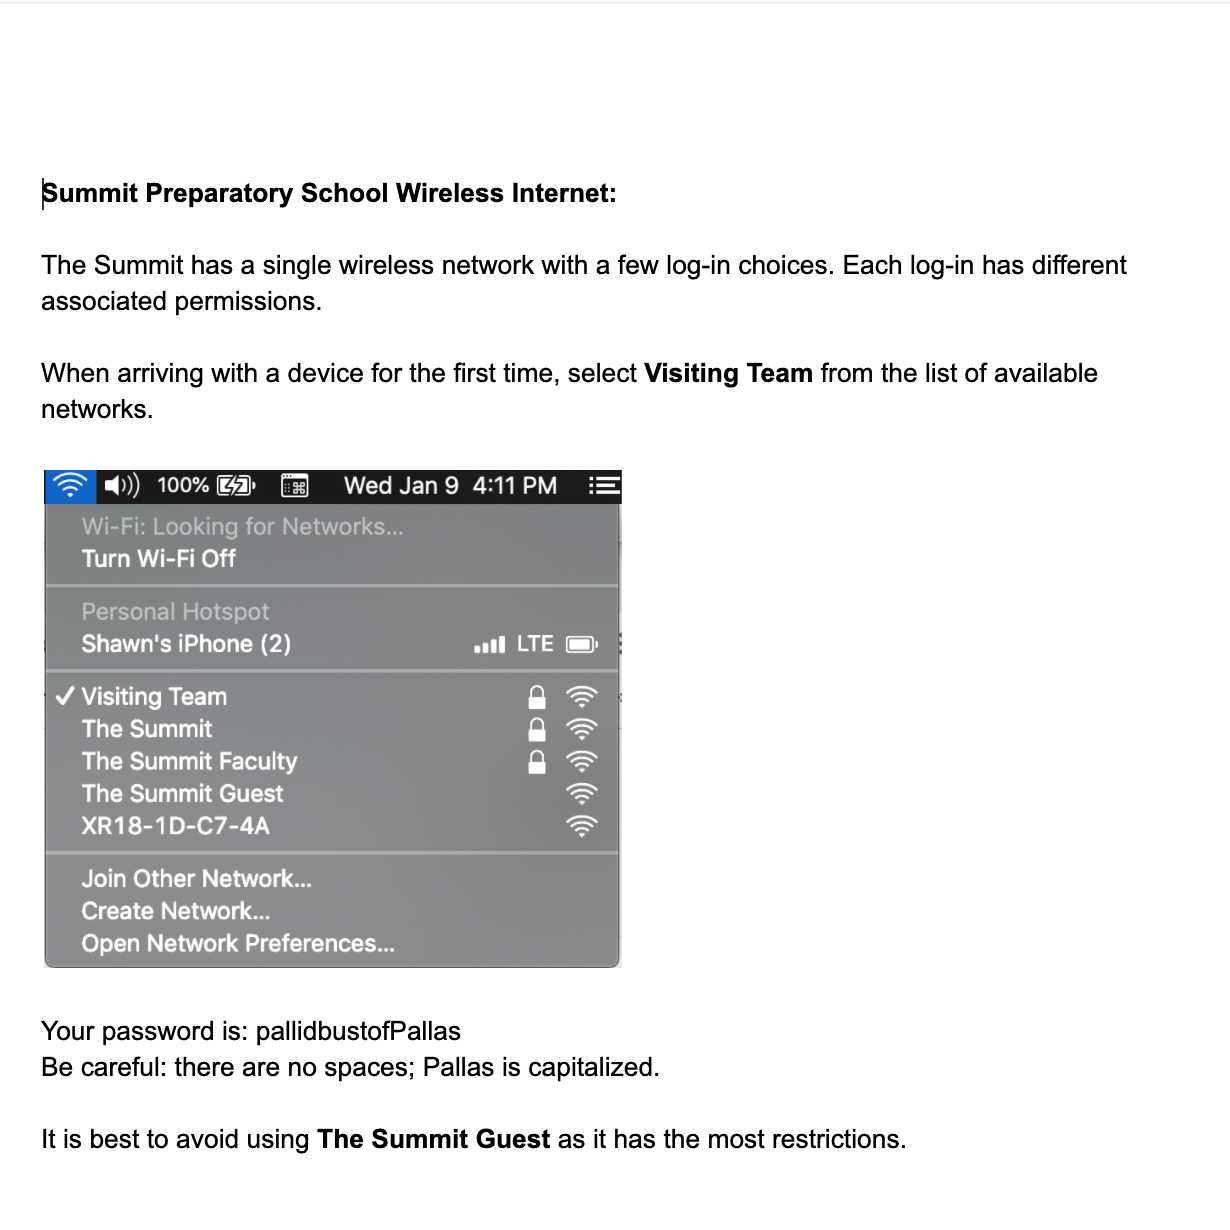 Summit Preparatory School Wireless Internet:
The Summit has a single wireless network with a few log-in choices. Each log-in has different
associated permissions.
When arriving with a device for the first time, select Visiting Team from the list of available
networks.
100% Wed Jan 9 4:11 PM
Wi-Fi: Looking for Networks...
Turn Wi-Fi Off
Personal Hotspot
Shawn's iPhone (2) LTE
✓ Visiting Team
The Summit
The Summit Faculty
The Summit Guest
XR18-1D-C7-4A
Join Other Network...
Create Network...
Open Network Preferences...
Your password is: pallidbustofPallas
Be careful: there are no spaces; Pallas is capitalized.
It is best to avoid using The Summit Guest as it has the most restrictions.